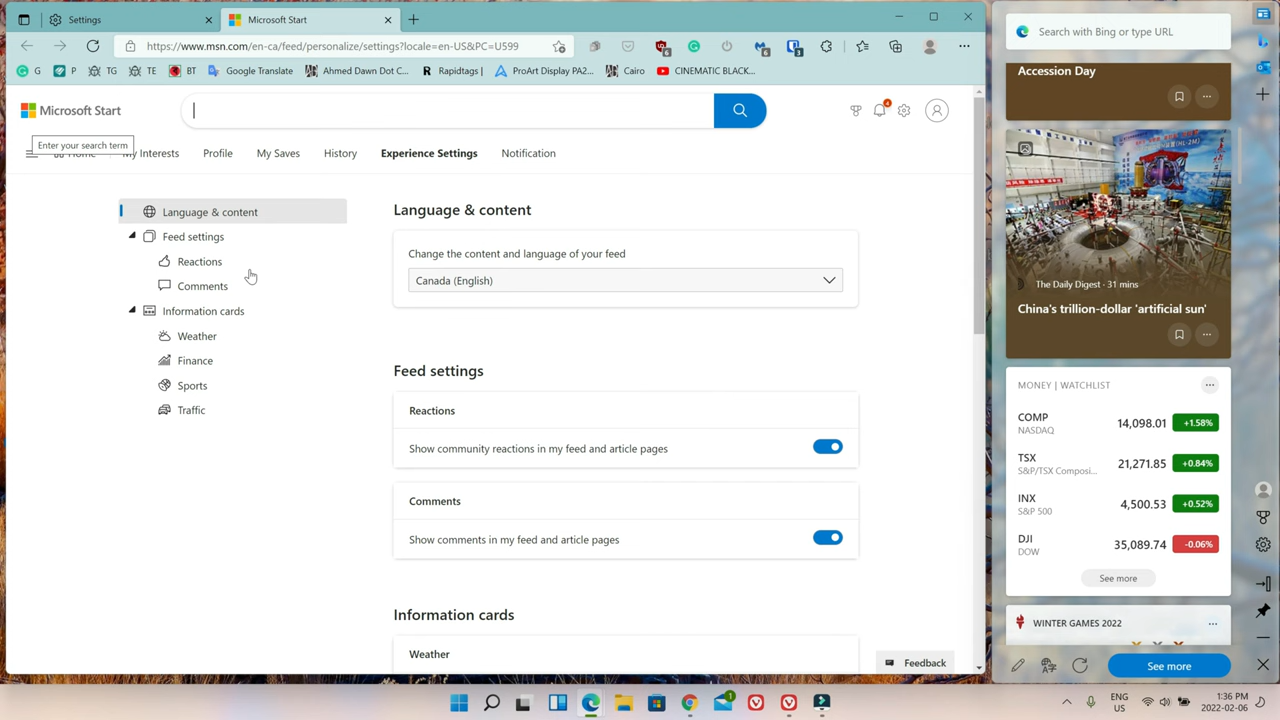 Settings
Microsoft Start
https://www.msn.com/en-ca/feed/personalize/settings?locale=en-US&PC=U599
6
6
3
G
P
TG
TE
BT
Google Translate
Ahmed Dawn Dot C...
Rapidtags |
ProArt Display PA2...
Cairo
CINEMATIC BLACK...
Microsoft Start
4
Enter your search term
Home
My Interests
Profile
My Saves
History
Experience Settings
Notification
Language & content
Feed settings
Reactions
Comments
Information cards
Weather
Finance
Sports
Traffic
Language & content
Change the content and language of your feed
Canada (English)
Feed settings
Reactions
Show community reactions in my feed and article pages
Comments
Show comments in my feed and article pages
Information cards
Weather
Feedback
Search with Bing or type URL
Accession Day
The Daily Digest · 31 mins
China's trillion-dollar 'artificial sun'
MONEY | WATCHLIST
COMP 14,098.01 +1.58%
NASDAQ
TSX 21,271.85 +0.84%
S&P/TSX Composi...
INX 4,500.53 +0.52%
S&P 500
DJI 35,089.74 -0.06%
DOW
See more
WINTER GAMES 2022
See more
1
ENG
US
1:36 PM
2022-02-06